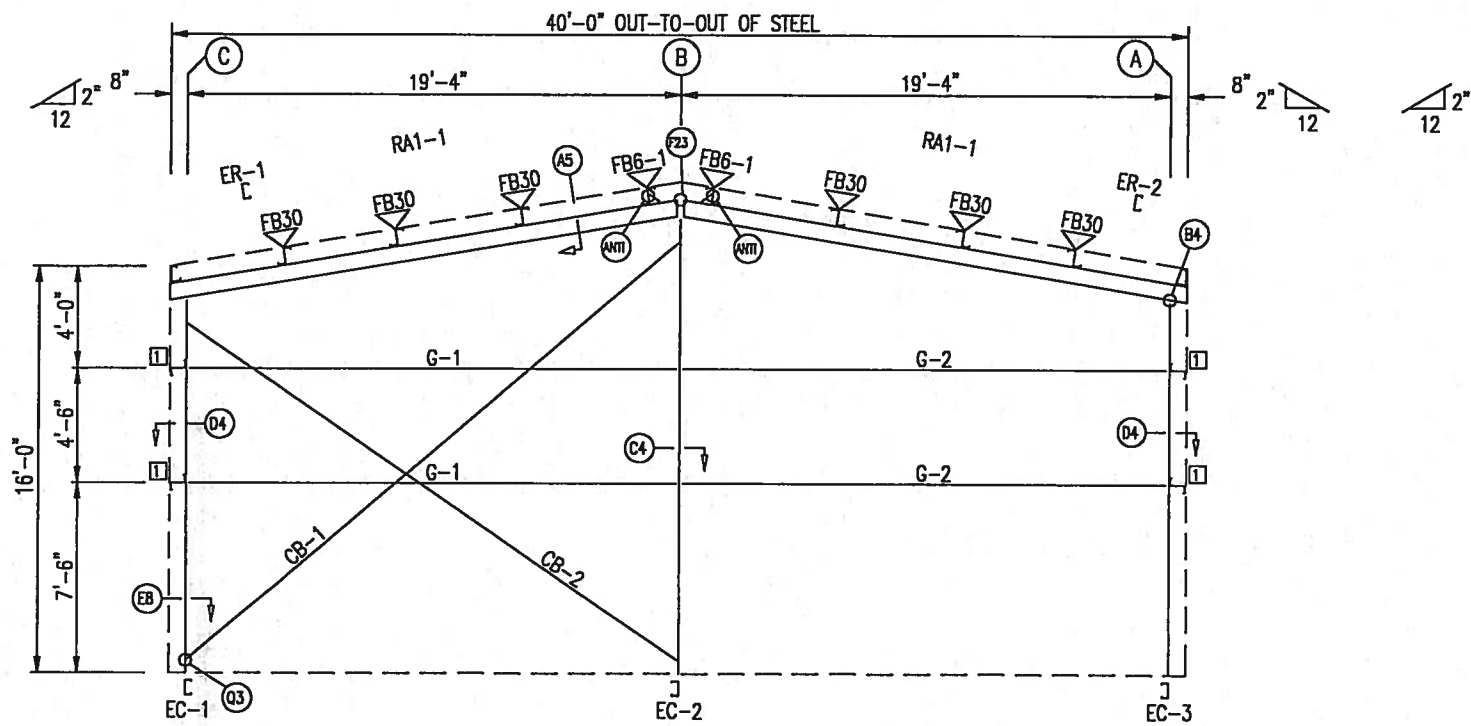 40'-0" OUT-TO-OUT OF STEEL
C
B
A
8"
19'-4"
19'-4"
8"
2"
12
2"
12
2"
12
RA1-1
RA1-1
F23
A5
ER-1
FB6-1
FB6-1
ER-2
FB30
FB30
FB30
FB30
FB30
FB30
B4
ANTI
ANTI
4'-0"
1
G-1
G-2
1
4'-6"
16'-0"
D4
C4
D4
1
G-1
G-2
1
7'-6"
CB-1
CB-2
E8
Q3
EC-1
EC-2
EC-3